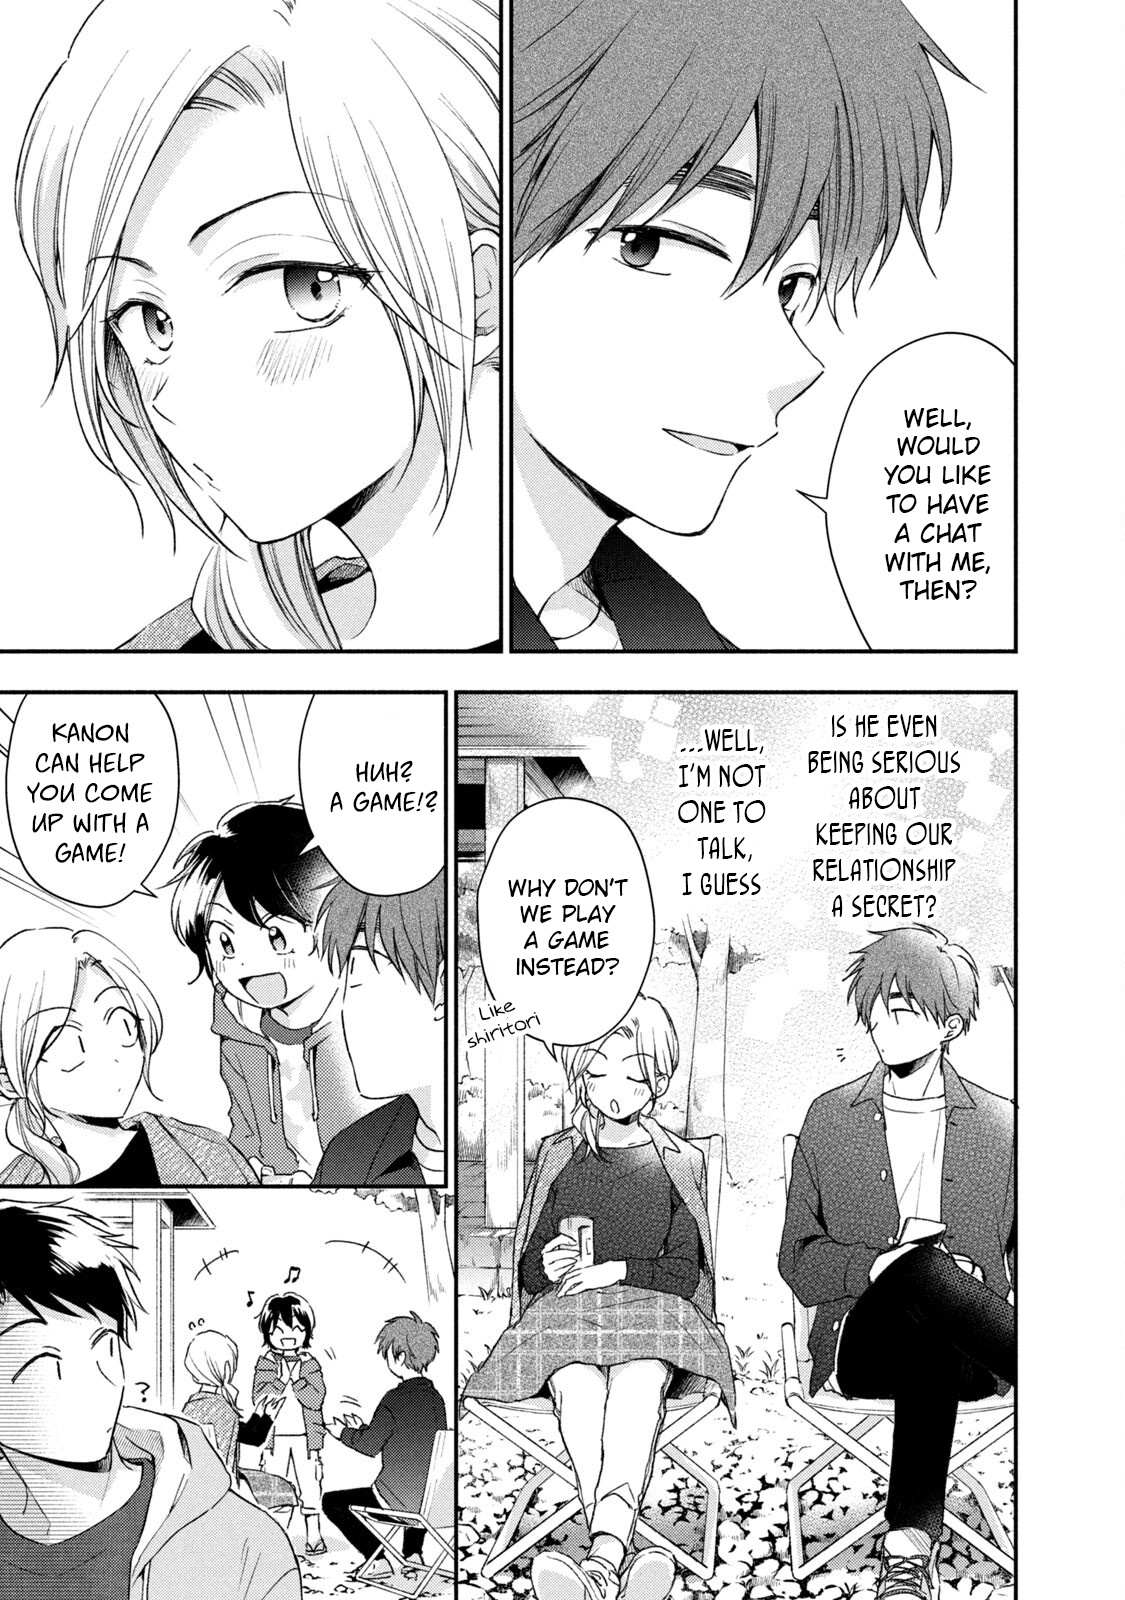 WELL,
WOULD
YOU LIKE
TO HAVE
A CHAT
WITH ME,
THEN?
IS HE EVEN
BEING SERIOUS
ABOUT
KEEPING OUR
RELATIONSHIP
A SECRET?
...WELL,
I'M NOT
ONE TO
TALK,
I GUESS
WHY DON'T
WE PLAY
A GAME
INSTEAD?
Like
shiritori
HUH?
A GAME!?
KANON
CAN HELP
YOU COME
UP WITH A
GAME!
?